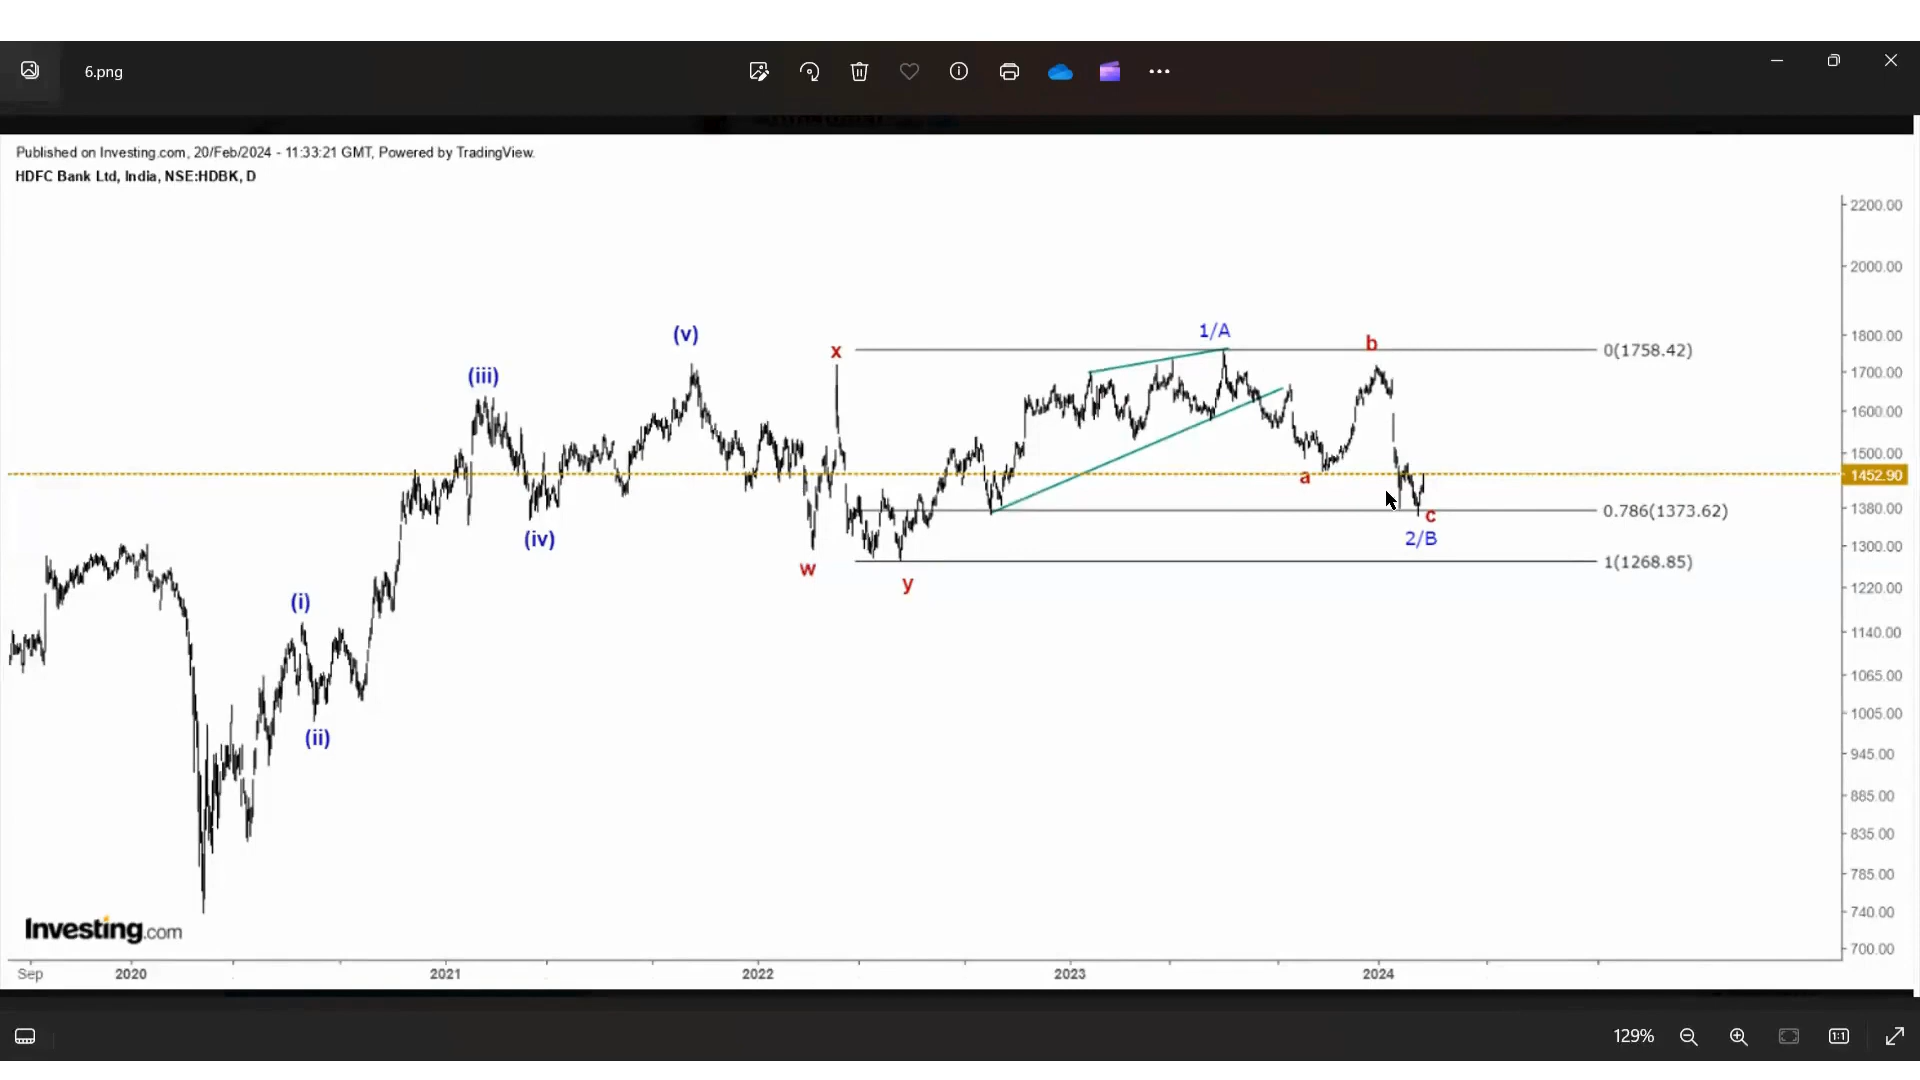 6.png
Published on Investing.com, 20/Feb/2024 - 11:33:21 GMT, Powered by TradingView.
HDFC Bank Ltd, India, NSE:HDBK, D
2200.00
2000.00
(v)
1/A
1800.00
x
b
0(1758.42)
(iii)
1700.00
1600.00
1500.00
a
1452.90
c
0.786(1373.62)
1380.00
(iv)
2/B
1300.00
w
y
1(1268.85)
1220.00
(i)
1140.00
1065.00
1005.00
(ii)
945.00
885.00
835.00
785.00
740.00
Investing.com
700.00
Sep 2020 2021 2022 2023 2024
129%
1:1